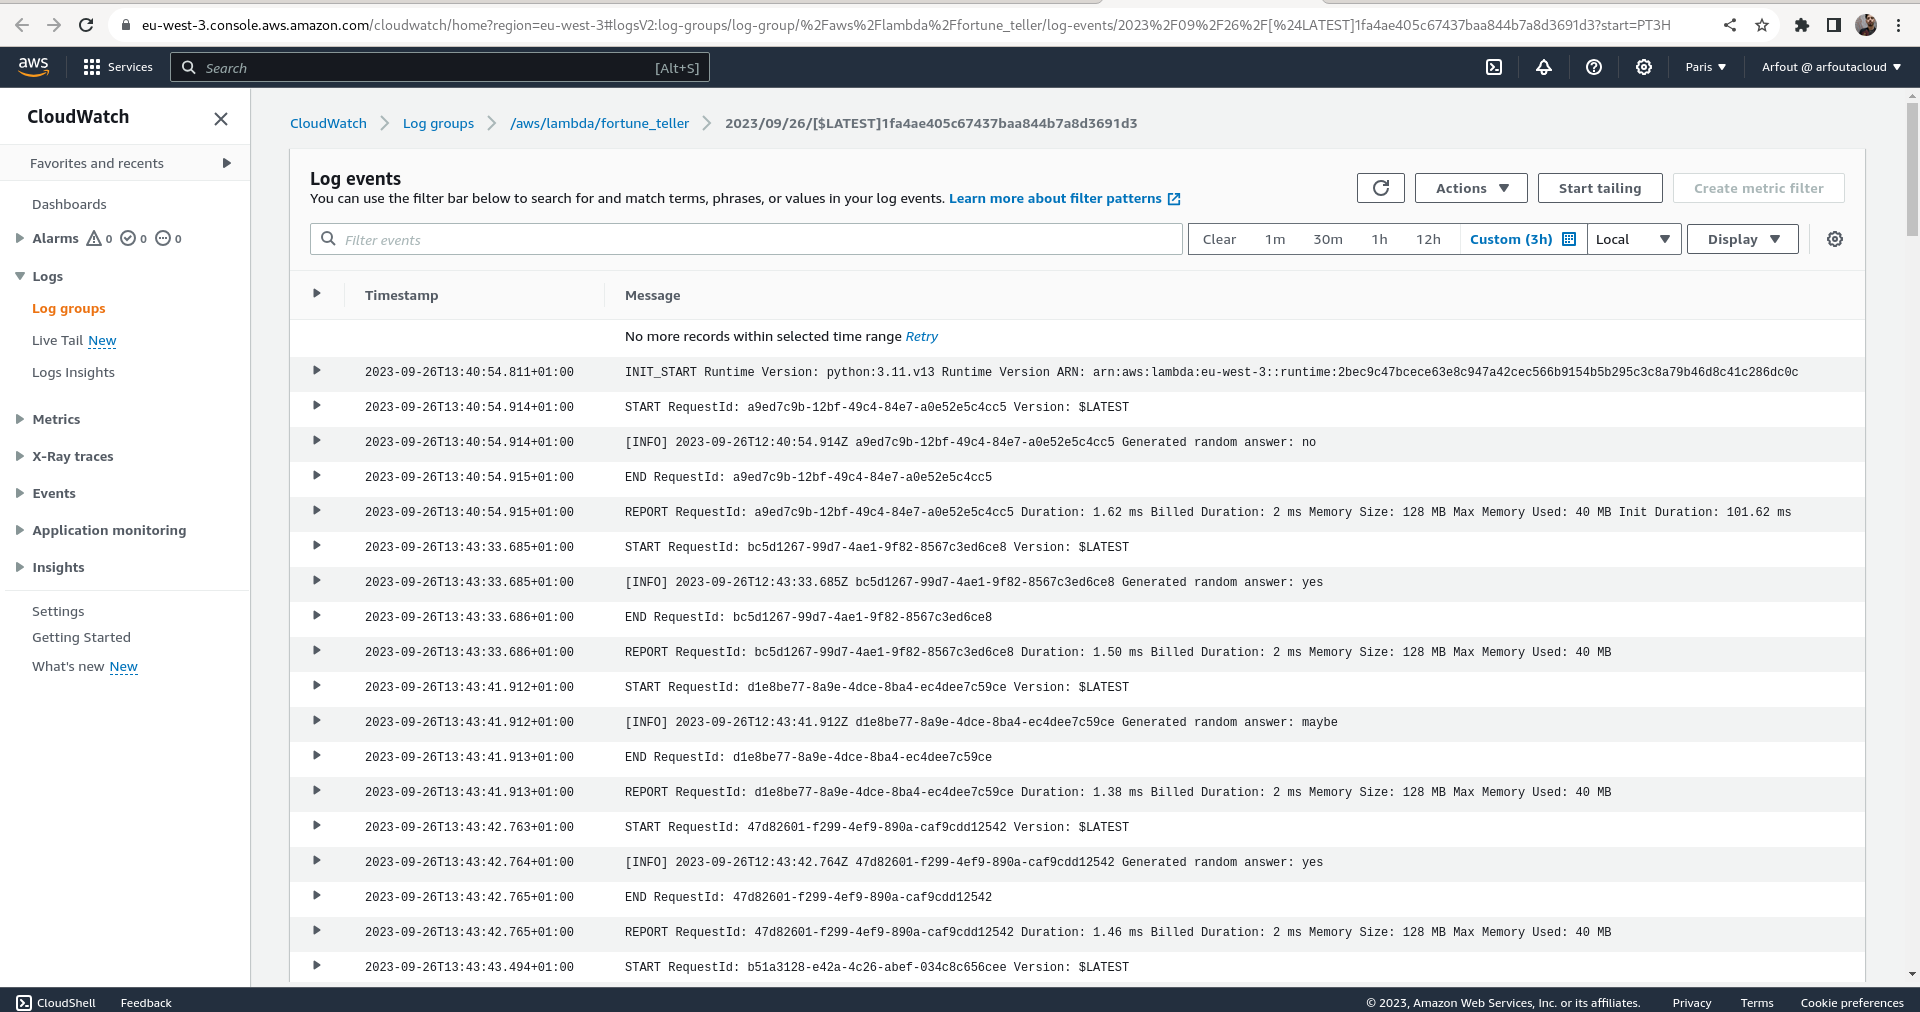 eu-west-3.console.aws.amazon.com/cloudwatch/home?region=eu-west-3#logsV2:log-groups/log-group/%2Faws%2Flambda%2Ffortune_teller/log-events/2023%2F09%2F26%2F[%24LATEST]1fa4ae405c67437baa844b7a8d3691d3?start=PT3H
aws Services Search [Alt+S] Paris Arfout @ arfoutacloud
CloudWatch
Favorites and recents
Dashboards
Alarms 0 0 0
Logs
Log groups
Live Tail New
Logs Insights
Metrics
X-Ray traces
Events
Application monitoring
Insights
Settings
Getting Started
What's new New
CloudWatch Log groups /aws/lambda/fortune_teller 2023/09/26/[$LATEST]1fa4ae405c67437baa844b7a8d3691d3
Log events
You can use the filter bar below to search for and match terms, phrases, or values in your log events. Learn more about filter patterns
Actions Start tailing Create metric filter
Filter events Clear 1m 30m 1h 12h Custom (3h) Local Display
Timestamp Message
No more records within selected time range Retry
2023-09-26T13:40:54.811+01:00 INIT_START Runtime Version: python:3.11.v13 Runtime Version ARN: arn:aws:lambda:eu-west-3::runtime:2bec9c47bcece63e8c947a42cec566b9154b5b295c3c8a79b46d8c41c286dc0c
2023-09-26T13:40:54.914+01:00 START RequestId: a9ed7c9b-12bf-49c4-84e7-a0e52e5c4cc5 Version: $LATEST
2023-09-26T13:40:54.914+01:00 [INFO] 2023-09-26T12:40:54.914Z a9ed7c9b-12bf-49c4-84e7-a0e52e5c4cc5 Generated random answer: no
2023-09-26T13:40:54.915+01:00 END RequestId: a9ed7c9b-12bf-49c4-84e7-a0e52e5c4cc5
2023-09-26T13:40:54.915+01:00 REPORT RequestId: a9ed7c9b-12bf-49c4-84e7-a0e52e5c4cc5 Duration: 1.62 ms Billed Duration: 2 ms Memory Size: 128 MB Max Memory Used: 40 MB Init Duration: 101.62 ms
2023-09-26T13:43:33.685+01:00 START RequestId: bc5d1267-99d7-4ae1-9f82-8567c3ed6ce8 Version: $LATEST
2023-09-26T13:43:33.685+01:00 [INFO] 2023-09-26T12:43:33.685Z bc5d1267-99d7-4ae1-9f82-8567c3ed6ce8 Generated random answer: yes
2023-09-26T13:43:33.686+01:00 END RequestId: bc5d1267-99d7-4ae1-9f82-8567c3ed6ce8
2023-09-26T13:43:33.686+01:00 REPORT RequestId: bc5d1267-99d7-4ae1-9f82-8567c3ed6ce8 Duration: 1.50 ms Billed Duration: 2 ms Memory Size: 128 MB Max Memory Used: 40 MB
2023-09-26T13:43:41.912+01:00 START RequestId: d1e8be77-8a9e-4dce-8ba4-ec4dee7c59ce Version: $LATEST
2023-09-26T13:43:41.912+01:00 [INFO] 2023-09-26T12:43:41.912Z d1e8be77-8a9e-4dce-8ba4-ec4dee7c59ce Generated random answer: maybe
2023-09-26T13:43:41.913+01:00 END RequestId: d1e8be77-8a9e-4dce-8ba4-ec4dee7c59ce
2023-09-26T13:43:41.913+01:00 REPORT RequestId: d1e8be77-8a9e-4dce-8ba4-ec4dee7c59ce Duration: 1.38 ms Billed Duration: 2 ms Memory Size: 128 MB Max Memory Used: 40 MB
2023-09-26T13:43:42.763+01:00 START RequestId: 47d82601-f299-4ef9-890a-caf9cdd12542 Version: $LATEST
2023-09-26T13:43:42.764+01:00 [INFO] 2023-09-26T12:43:42.764Z 47d82601-f299-4ef9-890a-caf9cdd12542 Generated random answer: yes
2023-09-26T13:43:42.765+01:00 END RequestId: 47d82601-f299-4ef9-890a-caf9cdd12542
2023-09-26T13:43:42.765+01:00 REPORT RequestId: 47d82601-f299-4ef9-890a-caf9cdd12542 Duration: 1.46 ms Billed Duration: 2 ms Memory Size: 128 MB Max Memory Used: 40 MB
2023-09-26T13:43:43.494+01:00 START RequestId: b51a3128-e42a-4c26-abef-034c8c656cee Version: $LATEST
CloudShell Feedback © 2023, Amazon Web Services, Inc. or its affiliates. Privacy Terms Cookie preferences